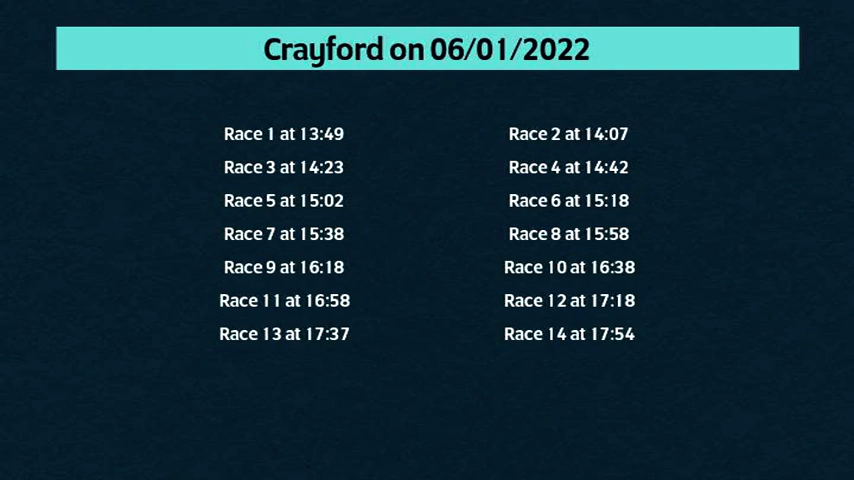 Crayford on 06/01/2022
Race 1 at 13:49
Race 2 at 14:07
Race 3 at 14:23
Race 4 at 14:42
Race 5 at 15:02
Race 6 at 15:18
Race 7 at 15:38
Race 8 at 15:58
Race 9 at 16:18
Race 10 at 16:38
Race 11 at 16:58
Race 12 at 17:18
Race 13 at 17:37
Race 14 at 17:54